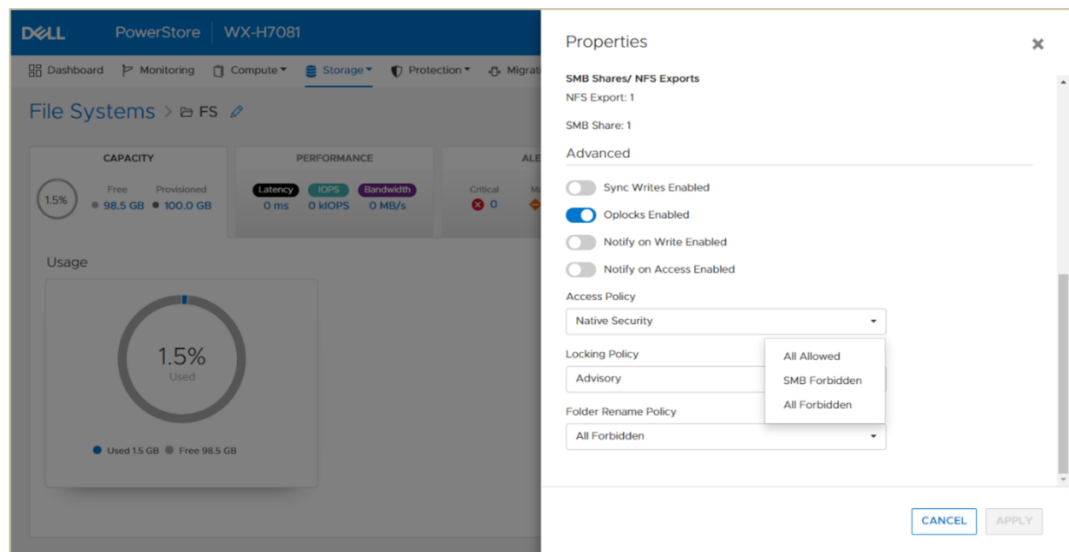 DELL PowerStore WX-H7081
Dashboard Monitoring Compute Storage Protection Migrat
File Systems > FS
CAPACITY
1.5%
Free Provisioned
98.5 GB 100.0 GB
PERFORMANCE
Latency IOPS Bandwidth
0 ms 0 kIOPS 0 MB/s
ALE
Critical Ma
0
Usage
1.5%
Used
Used 1.5 GB Free 98.5 GB
Properties
SMB Shares/ NFS Exports
NFS Export: 1
SMB Share: 1
Advanced
Sync Writes Enabled
Oplocks Enabled
Notify on Write Enabled
Notify on Access Enabled
Access Policy
Native Security
Locking Policy
Advisory
All Allowed
SMB Forbidden
All Forbidden
Folder Rename Policy
All Forbidden
CANCEL APPLY